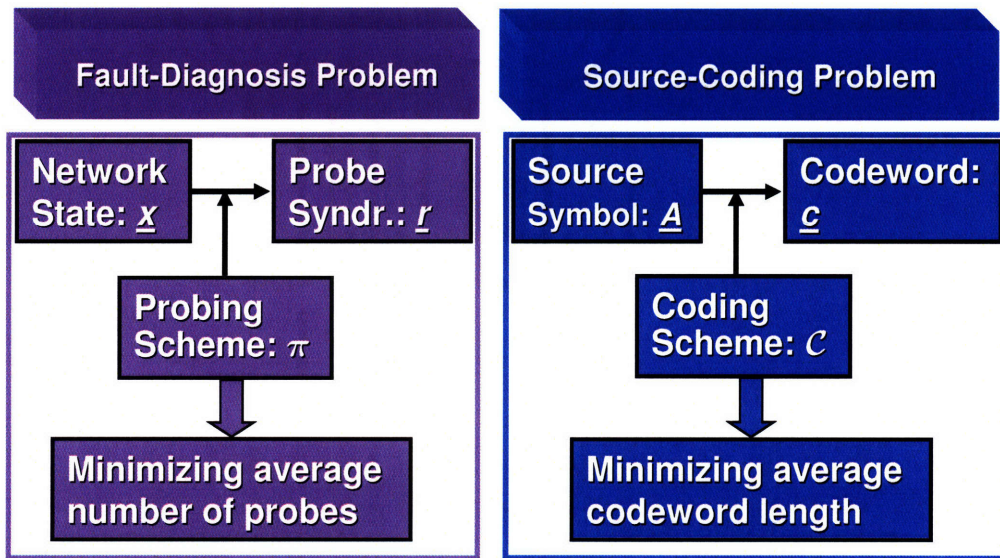 Fault-Diagnosis Problem
Network
State: x
Probe
Syndr.: r
Probing
Scheme: π
Minimizing average
number of probes
Source-Coding Problem
Source
Symbol: A
Codeword:
c
Coding
Scheme: C
Minimizing average
codeword length